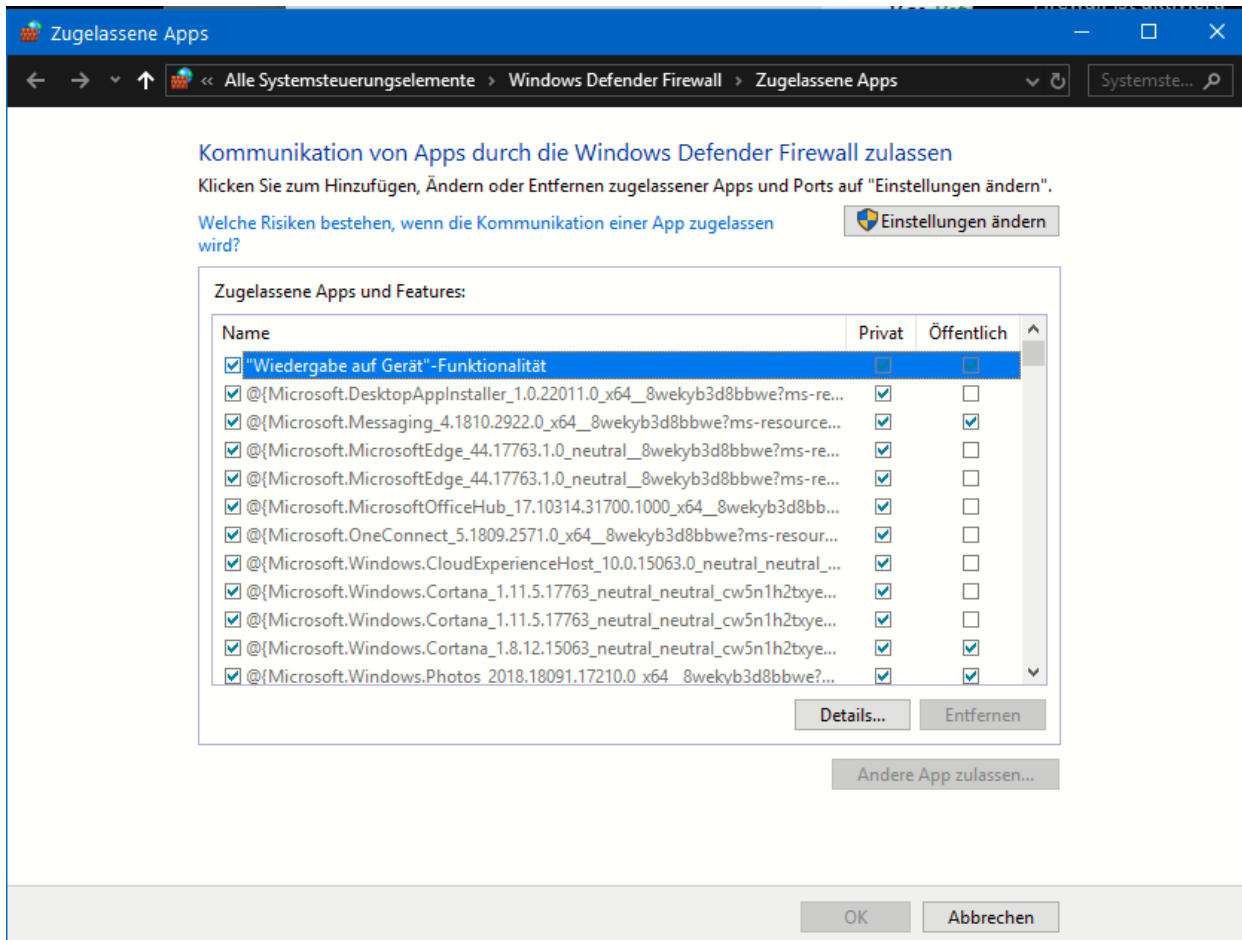 Zugelassene Apps
« Alle Systemsteuerungselemente > Windows Defender Firewall > Zugelassene Apps
Systemste...
Kommunikation von Apps durch die Windows Defender Firewall zulassen
Klicken Sie zum Hinzufügen, Ändern oder Entfernen zugelassener Apps und Ports auf "Einstellungen ändern".
Welche Risiken bestehen, wenn die Kommunikation einer App zugelassen
wird?
Einstellungen ändern
Zugelassene Apps und Features:
Name Privat Öffentlich
"Wiedergabe auf Gerät"-Funktionalität
@{Microsoft.DesktopAppInstaller_1.0.22011.0_x64__8wekyb3d8bbwe?ms-re...
@{Microsoft.Messaging_4.1810.2922.0_x64__8wekyb3d8bbwe?ms-resource...
@{Microsoft.MicrosoftEdge_44.17763.1.0_neutral__8wekyb3d8bbwe?ms-re...
@{Microsoft.MicrosoftEdge_44.17763.1.0_neutral__8wekyb3d8bbwe?ms-re...
@{Microsoft.MicrosoftOfficeHub_17.10314.31700.1000_x64__8wekyb3d8bb...
@{Microsoft.OneConnect_5.1809.2571.0_x64__8wekyb3d8bbwe?ms-resour...
@{Microsoft.Windows.CloudExperienceHost_10.0.15063.0_neutral_neutral_...
@{Microsoft.Windows.Cortana_1.11.5.17763_neutral_neutral_cw5n1h2txye...
@{Microsoft.Windows.Cortana_1.11.5.17763_neutral_neutral_cw5n1h2txye...
@{Microsoft.Windows.Cortana_1.8.12.15063_neutral_neutral_cw5n1h2txye...
@{Microsoft.Windows.Photos_2018.18091.17210.0_x64__8wekyb3d8bbwe?...
Details... Entfernen
Andere App zulassen...
OK Abbrechen